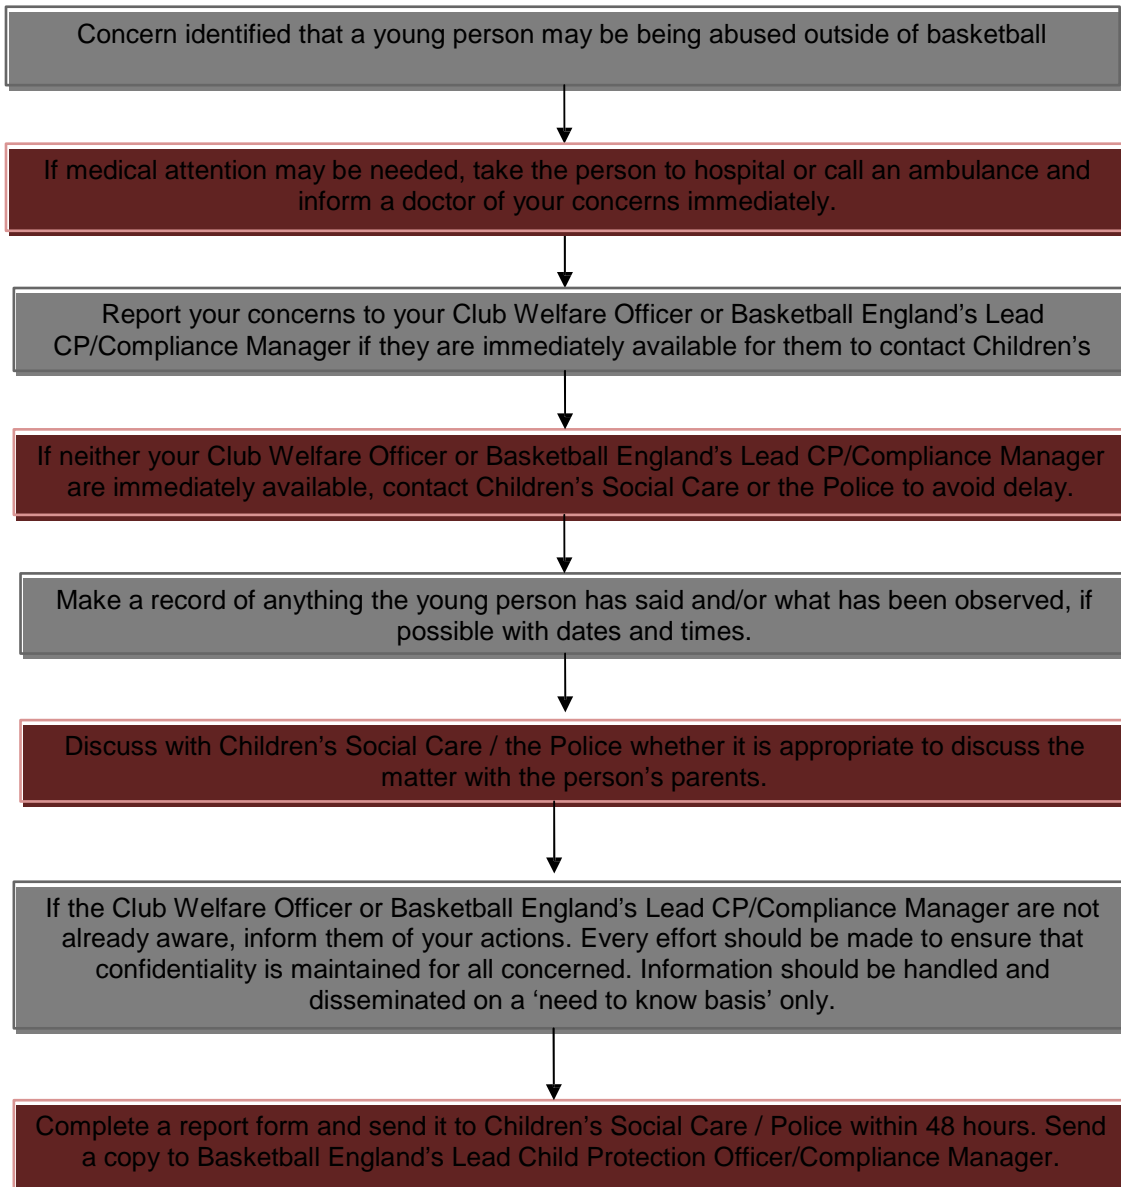 Concern identified that a young person may be being abused outside of basketball
If medical attention may be needed, take the person to hospital or call an ambulance and
inform a doctor of your concerns immediately.
Report your concerns to your Club Welfare Officer or Basketball England’s Lead
CP/Compliance Manager if they are immediately available for them to contact Children’s
If neither your Club Welfare Officer or Basketball England’s Lead CP/Compliance Manager
are immediately available, contact Children’s Social Care or the Police to avoid delay.
Make a record of anything the young person has said and/or what has been observed, if
possible with dates and times.
Discuss with Children’s Social Care / the Police whether it is appropriate to discuss the
matter with the person’s parents.
If the Club Welfare Officer or Basketball England’s Lead CP/Compliance Manager are not
already aware, inform them of your actions. Every effort should be made to ensure that
confidentiality is maintained for all concerned. Information should be handled and
disseminated on a ‘need to know basis’ only.
Complete a report form and send it to Children’s Social Care / Police within 48 hours. Send
a copy to Basketball England’s Lead Child Protection Officer/Compliance Manager.